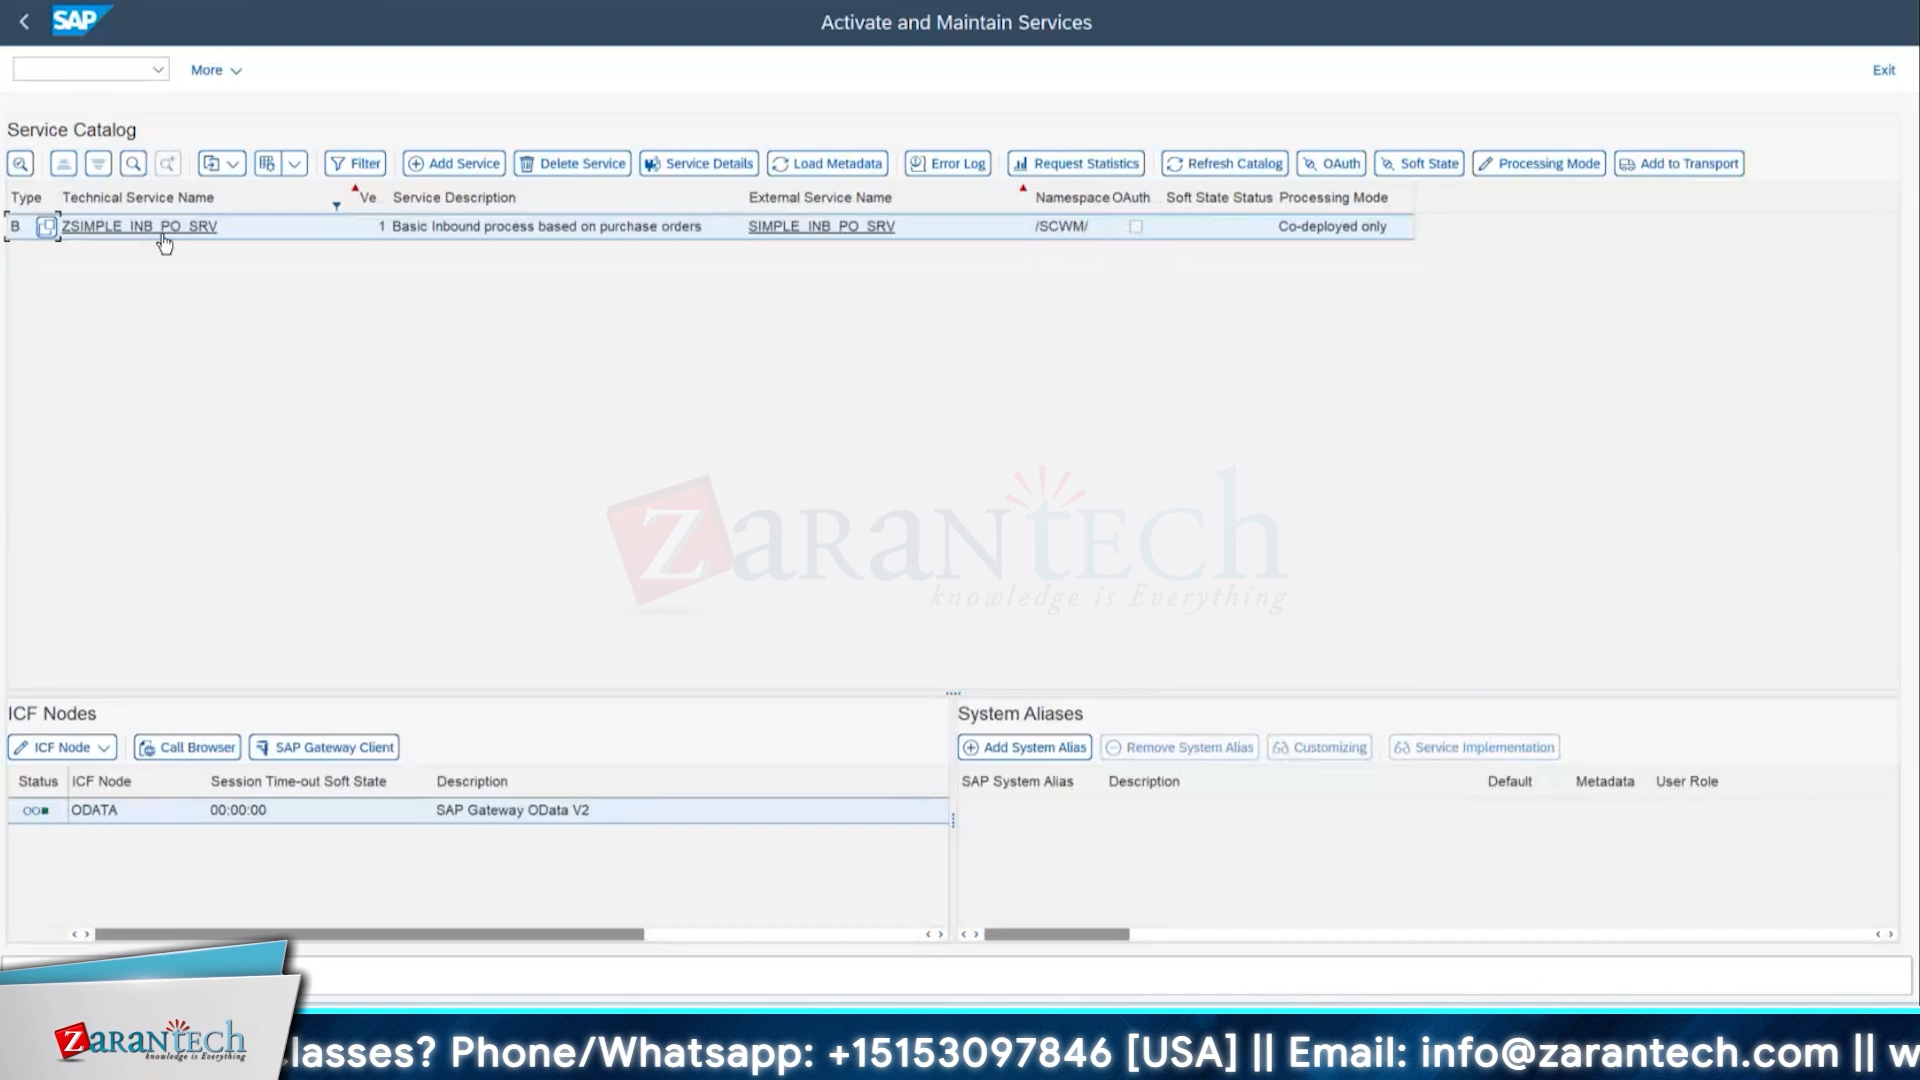 SAP
Activate and Maintain Services
More
Exit
Service Catalog
Filter
Add Service
Delete Service
Service Details
Load Metadata
Error Log
Request Statistics
Refresh Catalog
OAuth
Soft State
Processing Mode
Add to Transport
Type Technical Service Name Ve. Service Description External Service Name Namespace OAuth Soft State Status Processing Mode
B ZSIMPLE_INB_PO_SRV 1 Basic Inbound process based on purchase orders SIMPLE_INB_PO_SRV /SCWM/ Co-deployed only
ZARANTECH
knowledge is Everything
ICF Nodes
ICF Node
Call Browser
SAP Gateway Client
Status ICF Node Session Time-out Soft State Description
ODATA 00:00:00 SAP Gateway OData V2
System Aliases
Add System Alias
Remove System Alias
Customizing
Service Implementation
SAP System Alias Description Default Metadata User Role
ZARANTECH
knowledge is Everything
lasses? Phone/Whatsapp: +15153097846 [USA] || Email: info@zarantech.com || w